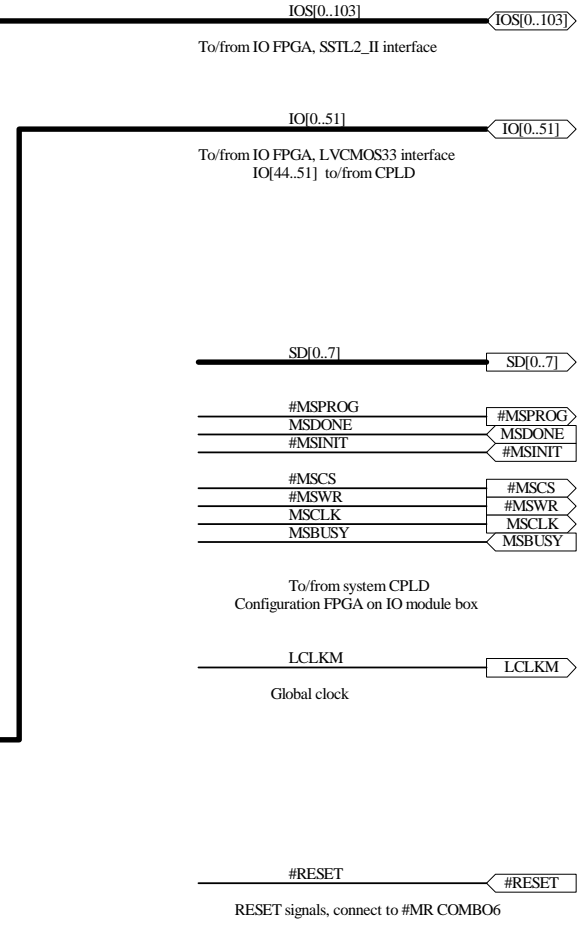 IOS[0..103]
IOS[0..103]
To/from IO FPGA, SSTL2_II interface
IO[0..51]
IO[0..51]
To/from IO FPGA, LVCMOS33 interface
IO[44..51] to/from CPLD
SD[0..7]
SD[0..7]
#MSPROG
#MSPROG
MSDONE
MSDONE
#MSINIT
#MSINIT
#MSCS
#MSCS
#MSWR
#MSWR
MSCLK
MSCLK
MSBUSY
MSBUSY
To/from system CPLD
Configuration FPGA on IO module box
LCLKM
LCLKM
Global clock
#RESET
#RESET
RESET signals, connect to #MR COMBO6